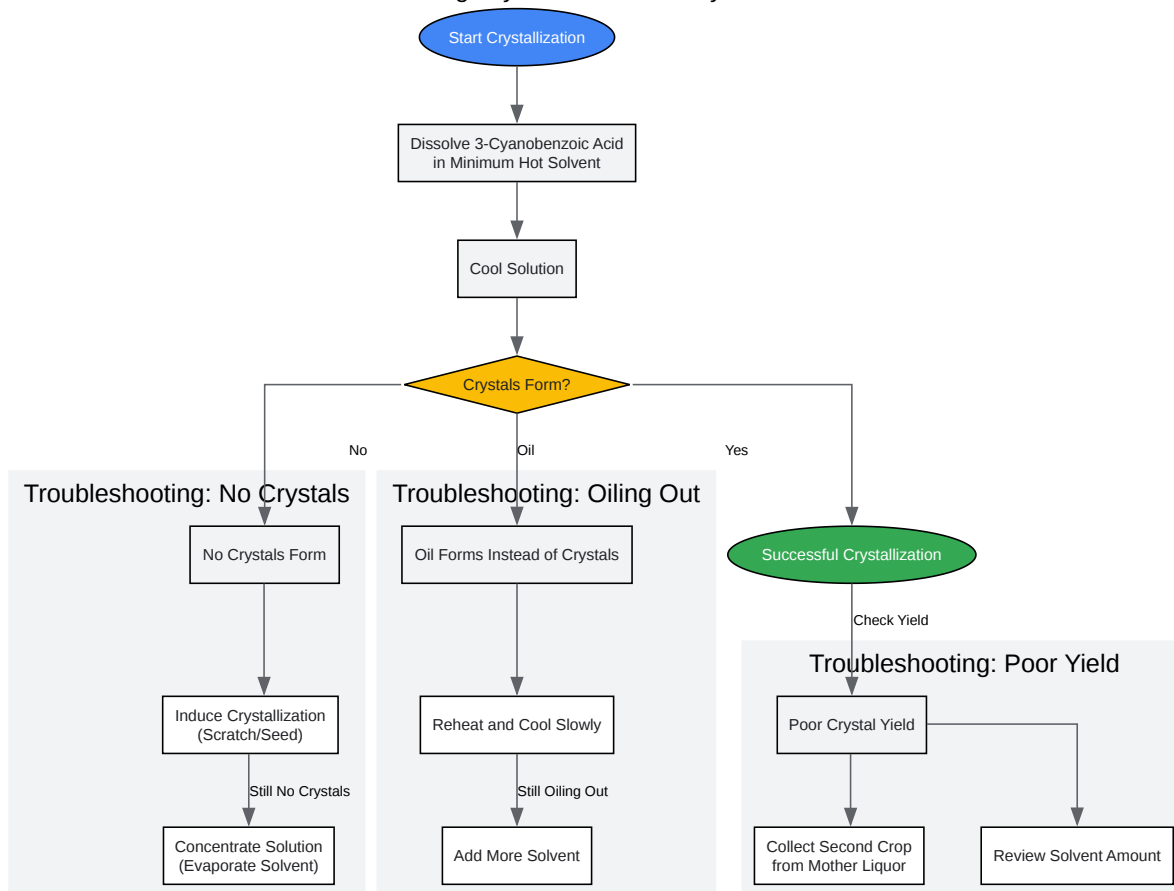 Start Crystallization
Dissolve 3-Cyanobenzoic Acid
in Minimum Hot Solvent
Cool Solution
Crystals Form?
No
Oil
Yes
Troubleshooting: No Crystals
Troubleshooting: Oiling Out
No Crystals Form
Oil Forms Instead of Crystals
Successful Crystallization
Check Yield
Troubleshooting: Poor Yield
Induce Crystallization
(Scratch/Seed)
Reheat and Cool Slowly
Poor Crystal Yield
Still No Crystals
Still Oiling Out
Concentrate Solution
(Evaporate Solvent)
Add More Solvent
Collect Second Crop
from Mother Liquor
Review Solvent Amount